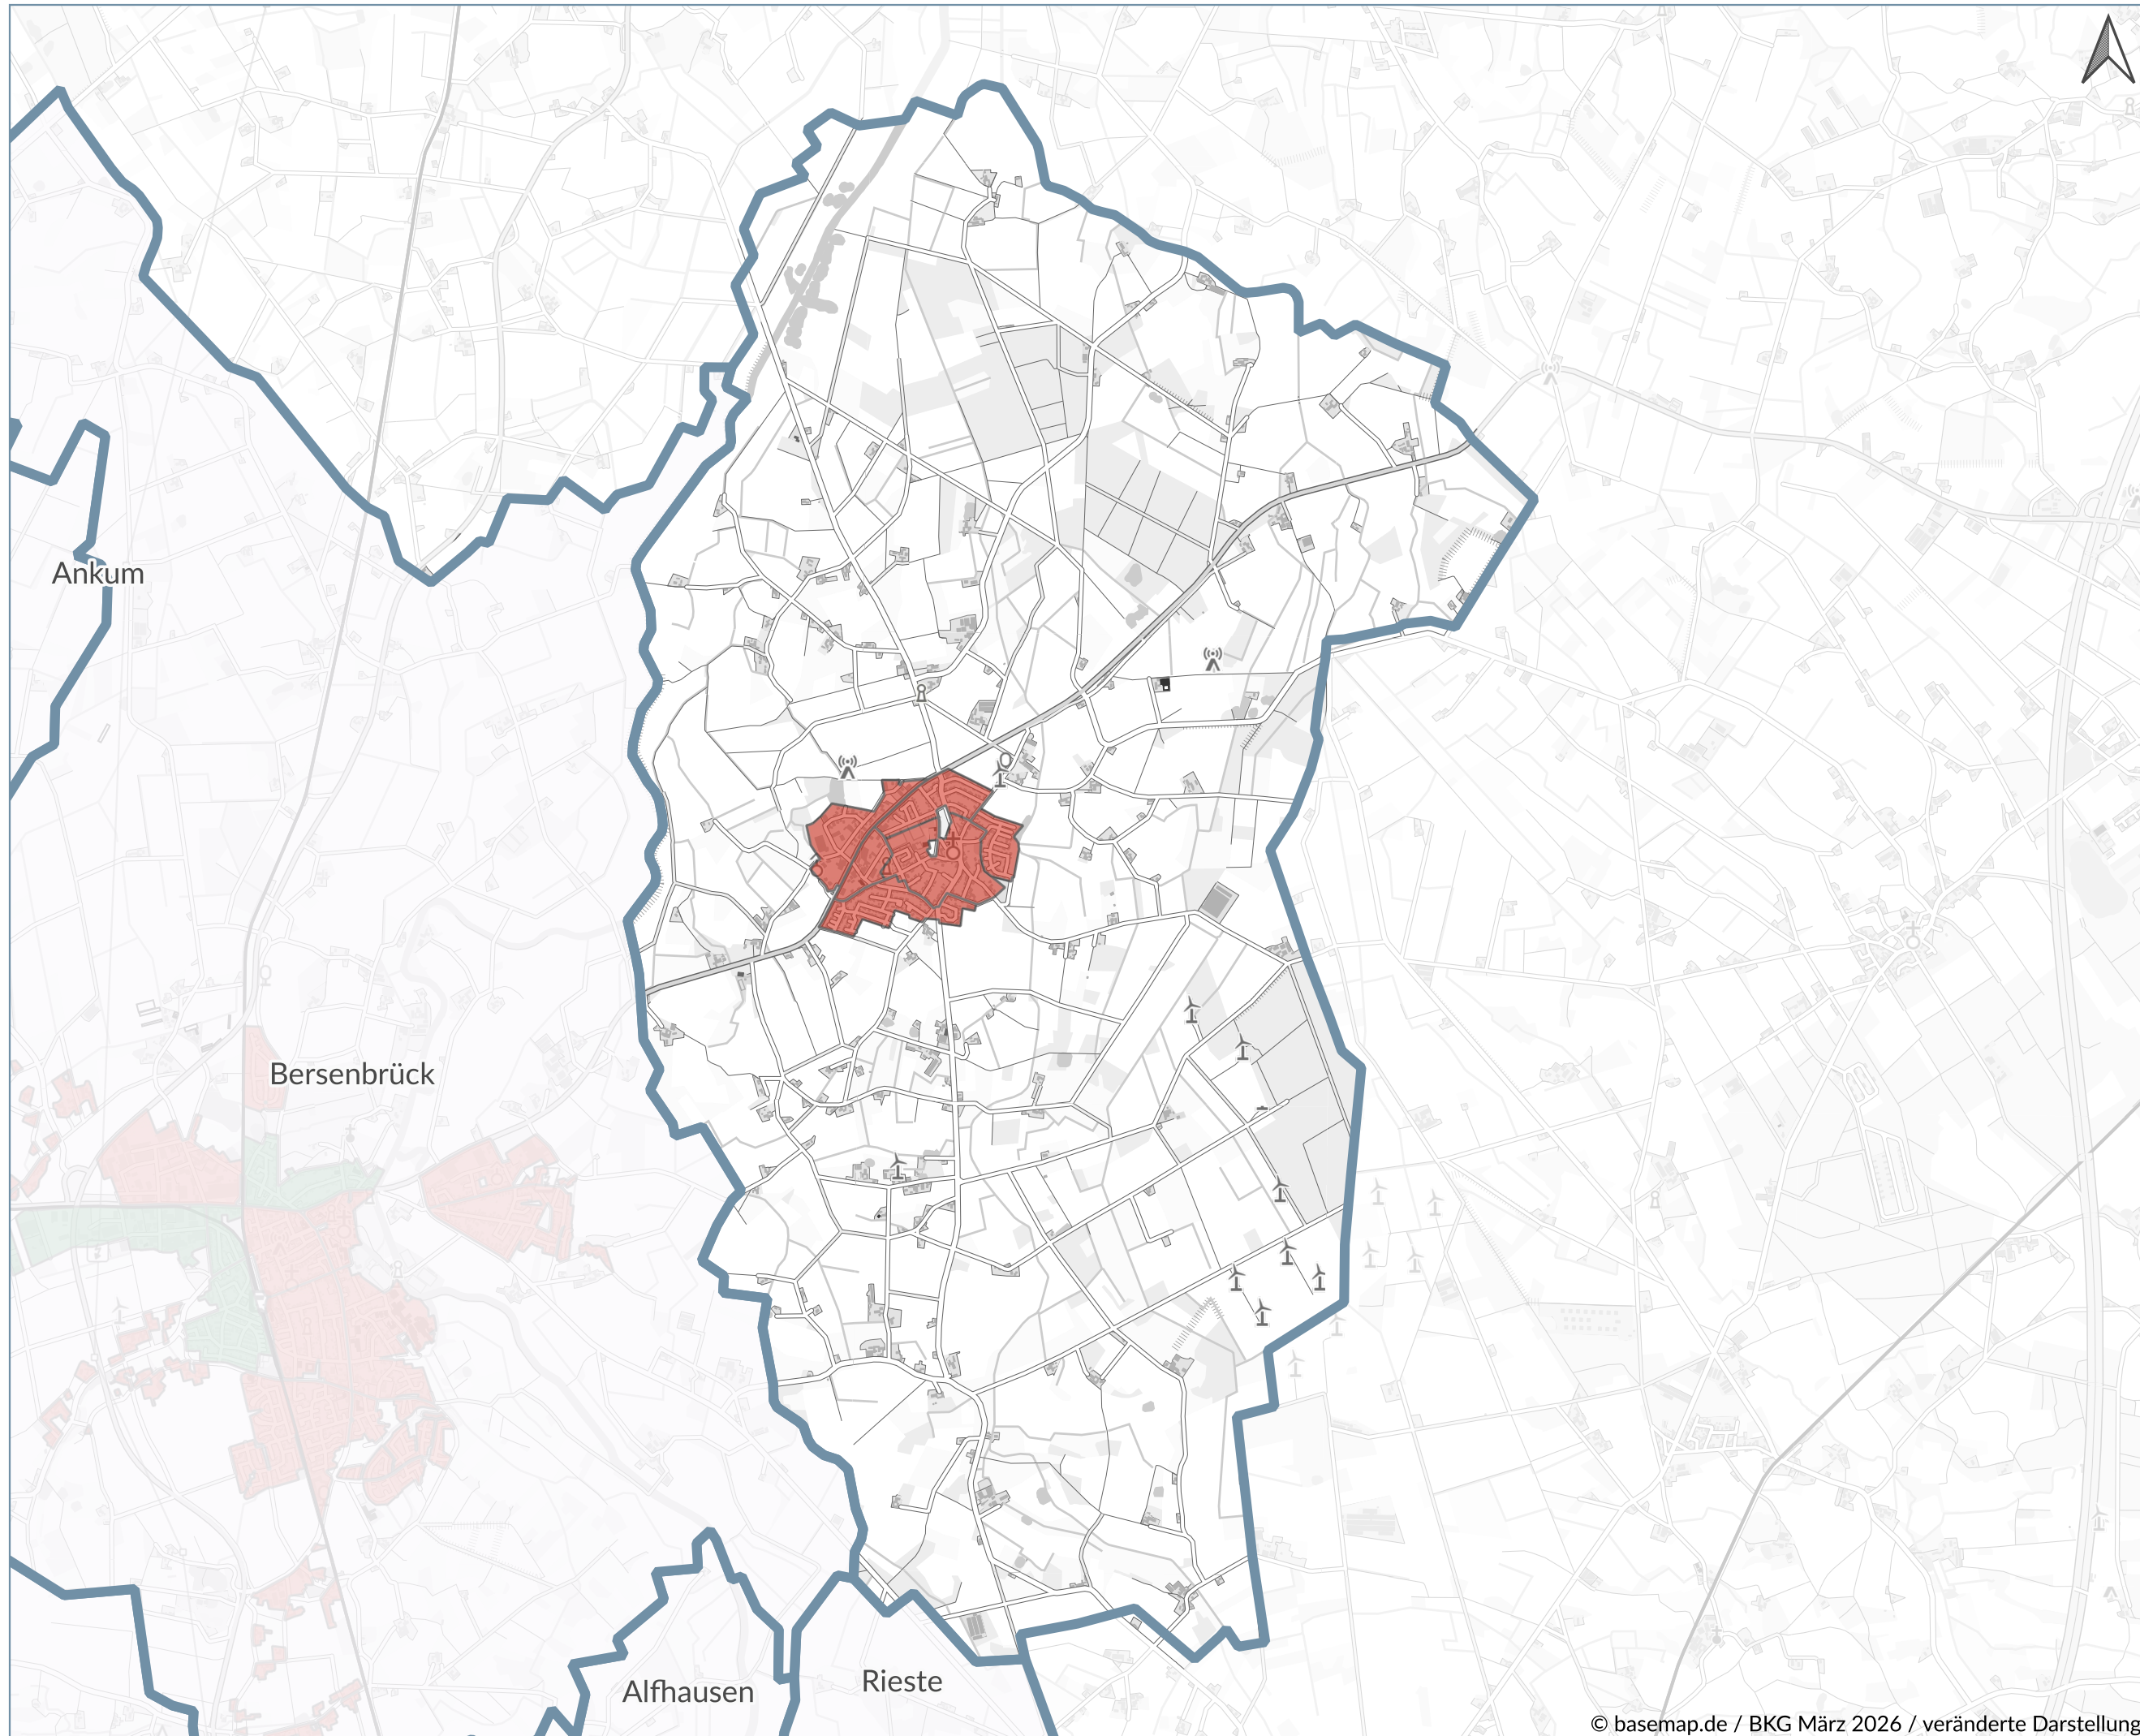 Ankum
Bersenbrück
Rieste
Alfhausen
© basemap.de / BKG März 2026 / veränderte Darstellung